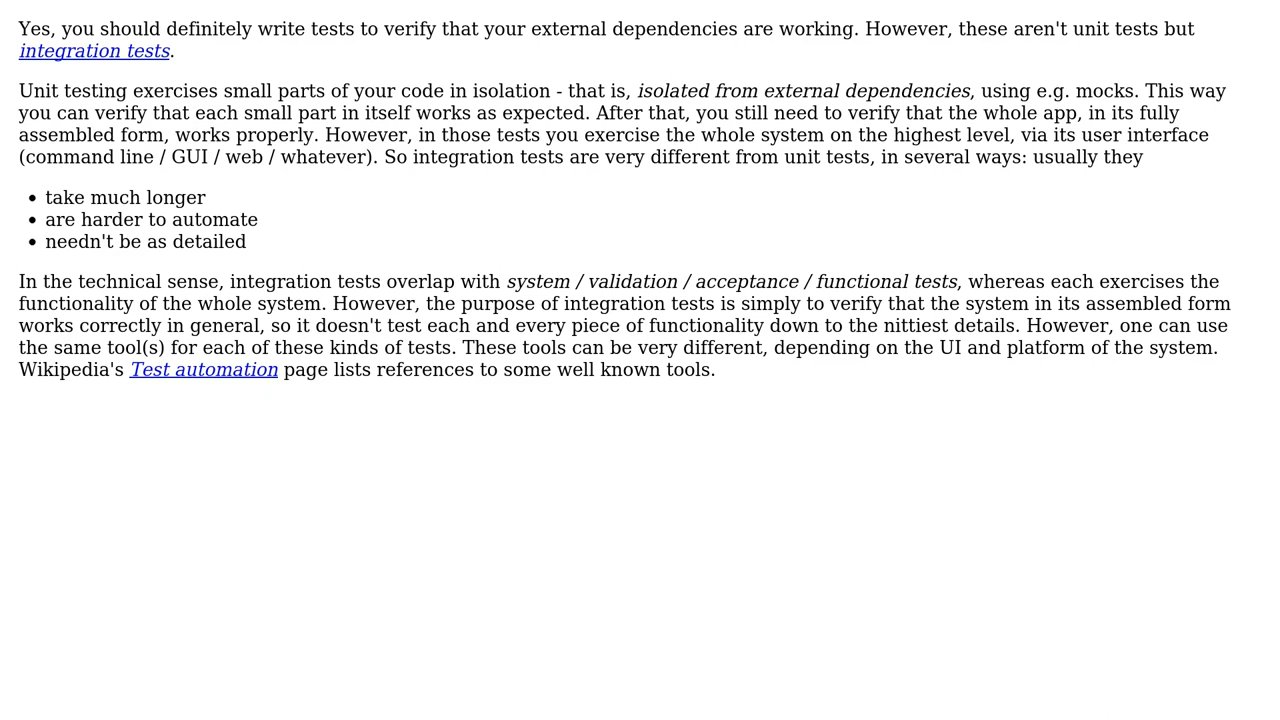 Yes, you should definitely write tests to verify that your external dependencies are working. However, these aren't unit tests but
integration tests.
Unit testing exercises small parts of your code in isolation - that is, isolated from external dependencies, using e.g. mocks. This way
you can verify that each small part in itself works as expected. After that, you still need to verify that the whole app, in its fully
assembled form, works properly. However, in those tests you exercise the whole system on the highest level, via its user interface
(command line / GUI / web / whatever). So integration tests are very different from unit tests, in several ways: usually they
• take much longer
• are harder to automate
• needn't be as detailed
In the technical sense, integration tests overlap with system / validation / acceptance / functional tests, whereas each exercises the
functionality of the whole system. However, the purpose of integration tests is simply to verify that the system in its assembled form
works correctly in general, so it doesn't test each and every piece of functionality down to the nittiest details. However, one can use
the same tool(s) for each of these kinds of tests. These tools can be very different, depending on the UI and platform of the system.
Wikipedia's Test automation page lists references to some well known tools.